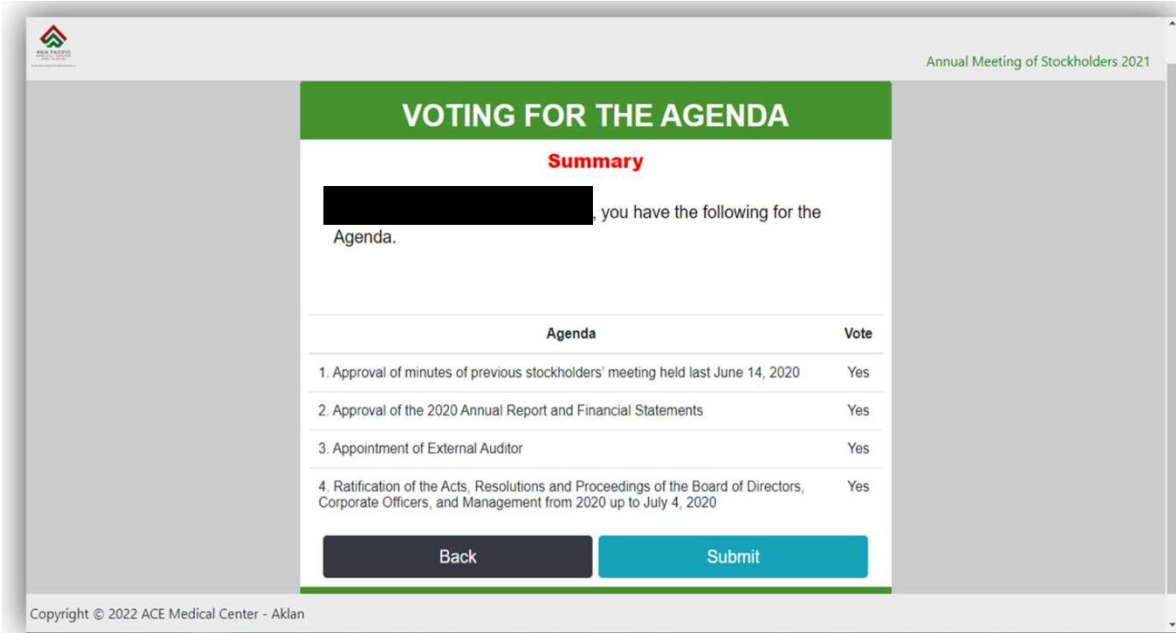 ASIA PACIFIC
Annual Meeting of Stockholders 2021
VOTING FOR THE AGENDA
Summary
, you have the following for the
Agenda.
Agenda Vote
1. Approval of minutes of previous stockholders' meeting held last June 14, 2020 Yes
2. Approval of the 2020 Annual Report and Financial Statements Yes
3. Appointment of External Auditor Yes
4. Ratification of the Acts, Resolutions and Proceedings of the Board of Directors, Yes
Corporate Officers, and Management from 2020 up to July 4, 2020
Back Submit
Copyright © 2022 ACE Medical Center - Aklan